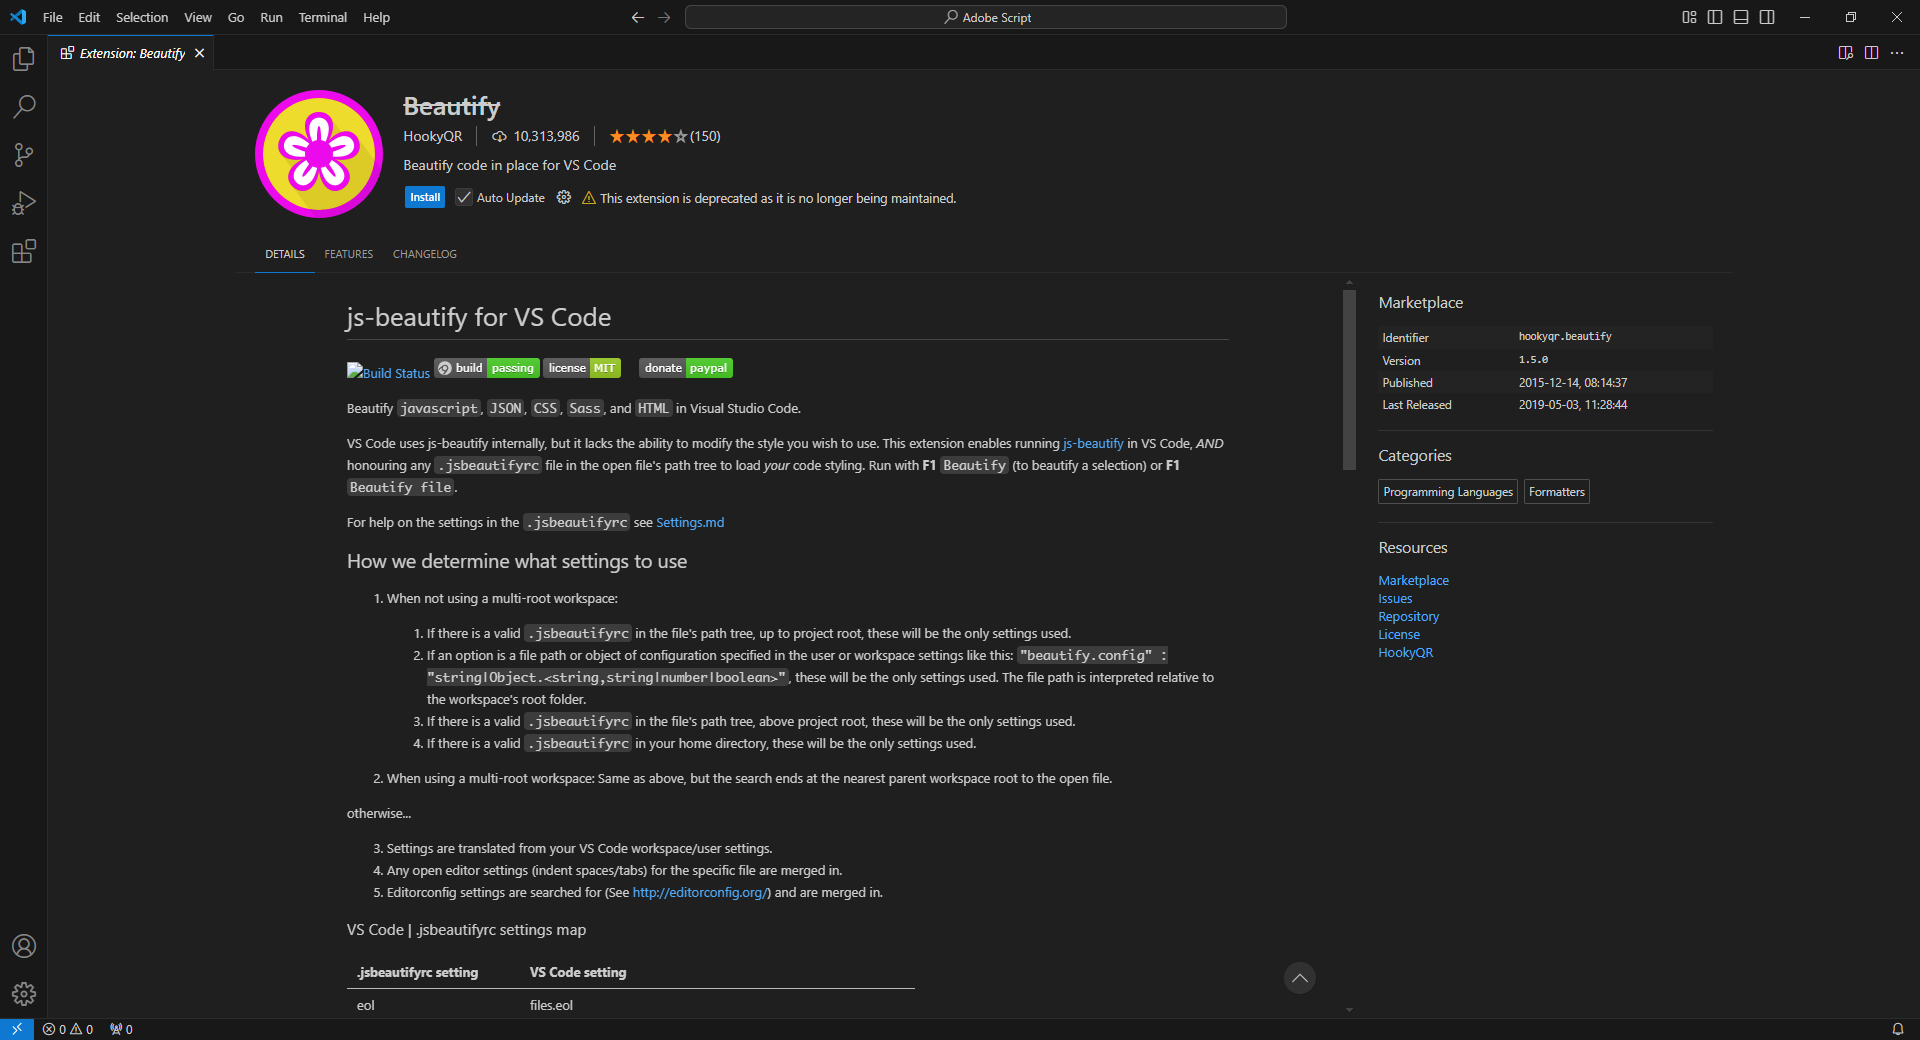 File Edit Selection View Go Run Terminal Help
Adobe Script
Extension: Beautify
Beautify
HookyQR
10,313,986
(150)
Beautify code in place for VS Code
Install
Auto Update
This extension is deprecated as it is no longer being maintained.
DETAILS FEATURES CHANGELOG
js-beautify for VS Code
Build Status build passing license MIT donate paypal
Beautify javascript, JSON, CSS, Sass, and HTML in Visual Studio Code.
VS Code uses js-beautify internally, but it lacks the ability to modify the style you wish to use. This extension enables running js-beautify in VS Code, AND
honouring any .jsbeautifyrc file in the open file's path tree to load your code styling. Run with F1 Beautify (to beautify a selection) or F1
Beautify file.
For help on the settings in the .jsbeautifyrc see Settings.md
How we determine what settings to use
1. When not using a multi-root workspace:
1. If there is a valid .jsbeautifyrc in the file's path tree, up to project root, these will be the only settings used.
2. If an option is a file path or object of configuration specified in the user or workspace settings like this: "beautify.config" :
"string|Object.<string,string|number|boolean>", these will be the only settings used. The file path is interpreted relative to
the workspace's root folder.
3. If there is a valid .jsbeautifyrc in the file's path tree, above project root, these will be the only settings used.
4. If there is a valid .jsbeautifyrc in your home directory, these will be the only settings used.
2. When using a multi-root workspace: Same as above, but the search ends at the nearest parent workspace root to the open file.
otherwise...
3. Settings are translated from your VS Code workspace/user settings.
4. Any open editor settings (indent spaces/tabs) for the specific file are merged in.
5. Editorconfig settings are searched for (See http://editorconfig.org/) and are merged in.
VS Code | .jsbeautifyrc settings map
.jsbeautifyrc setting VS Code setting
eol files.eol
Marketplace
Identifier hookyqr.beautify
Version 1.5.0
Published 2015-12-14, 08:14:37
Last Released 2019-05-03, 11:28:44
Categories
Programming Languages Formatters
Resources
Marketplace
Issues
Repository
License
HookyQR
0 0 0